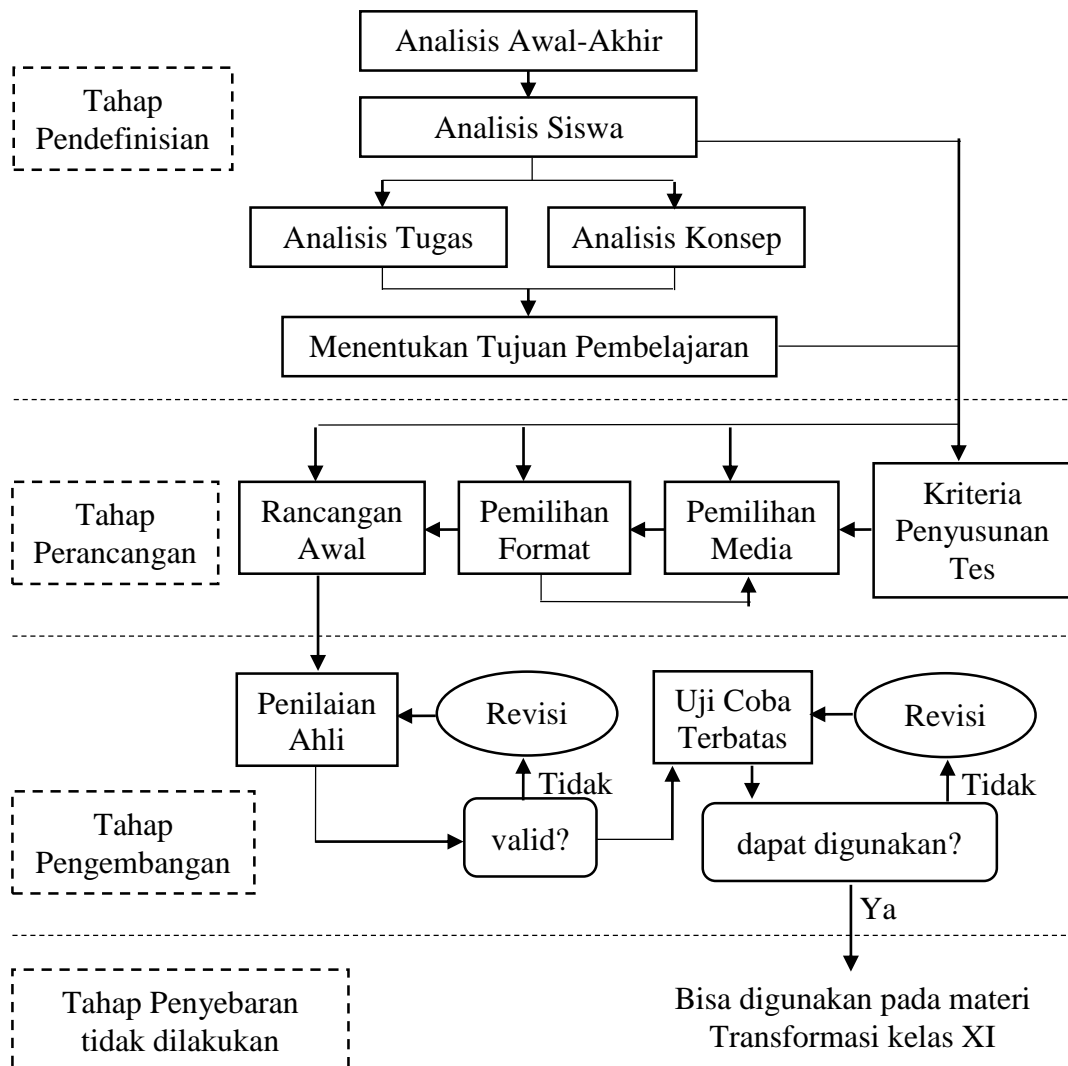 Analisis Awal-Akhir
Tahap
Pendefinisian
Analisis Siswa
Analisis Tugas
Analisis Konsep
Menentukan Tujuan Pembelajaran
Tahap
Perancangan
Rancangan
Awal
Pemilihan
Format
Pemilihan
Media
Kriteria
Penyusunan
Tes
Penilaian
Ahli
Revisi
Uji Coba
Terbatas
Revisi
Tidak
Tidak
Tahap
Pengembangan
valid?
dapat digunakan?
Ya
Tahap Penyebaran
tidak dilakukan
Bisa digunakan pada materi
Transformasi kelas XI